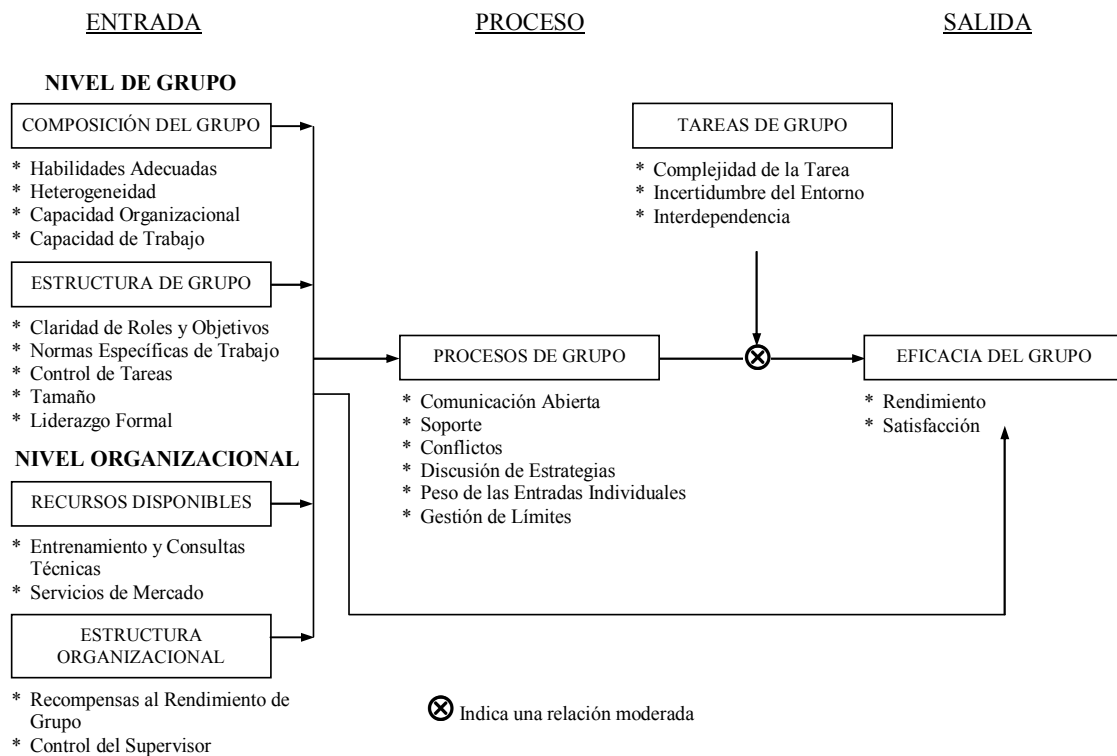 ENTRADA
PROCESO
SALIDA
NIVEL DE GRUPO
COMPOSICIÓN DEL GRUPO
* Habilidades Adecuadas
* Heterogeneidad
* Capacidad Organizacional
* Capacidad de Trabajo
ESTRUCTURA DE GRUPO
* Claridad de Roles y Objetivos
* Normas Específicas de Trabajo
* Control de Tareas
* Tamaño
* Liderazgo Formal
NIVEL ORGANIZACIONAL
RECURSOS DISPONIBLES
* Entrenamiento y Consultas
Técnicas
* Servicios de Mercado
ESTRUCTURA
ORGANIZACIONAL
* Recompensas al Rendimiento de
Grupo
* Control del Supervisor
TAREAS DE GRUPO
* Complejidad de la Tarea
* Incertidumbre del Entorno
* Interdependencia
PROCESOS DE GRUPO
* Comunicación Abierta
* Soporte
* Conflictos
* Discusión de Estrategias
* Peso de las Entradas Individuales
* Gestión de Límites
EFICACIA DEL GRUPO
* Rendimiento
* Satisfacción
Indica una relación moderada